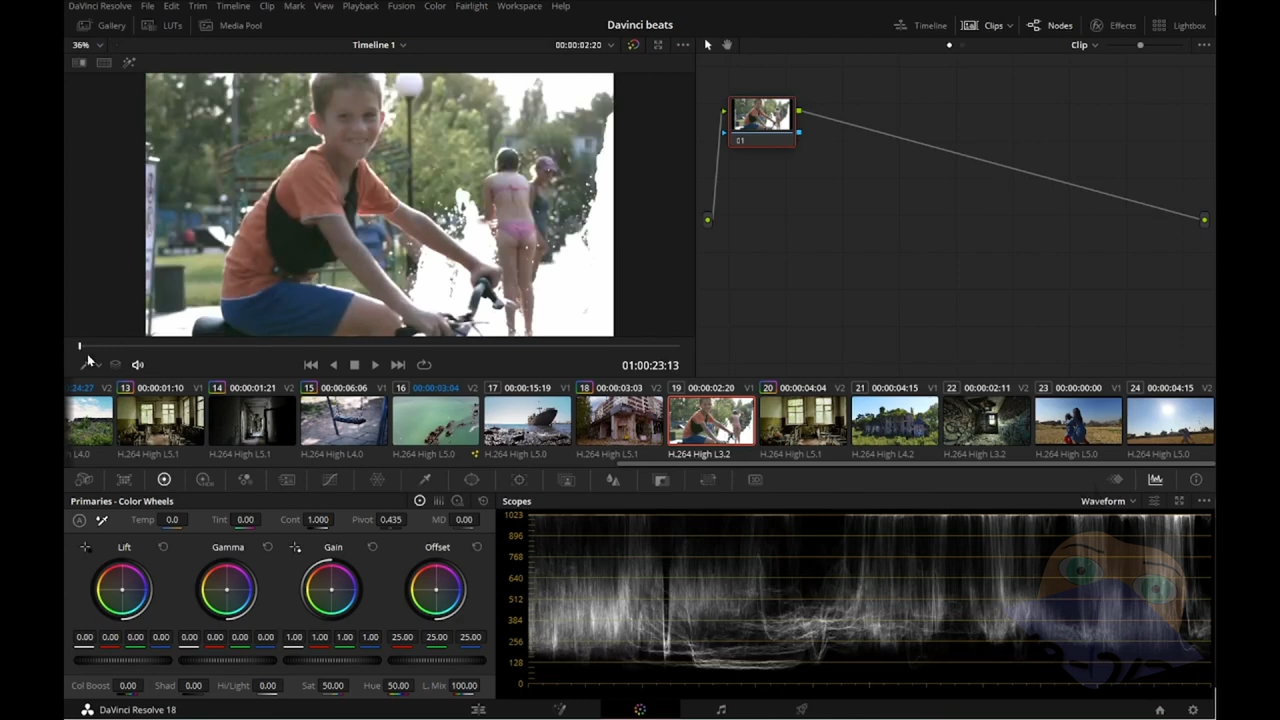 DaVinci Resolve File Edit Trim Timeline Clip Mark View Playback Fusion Color Fairlight Workspace Help
Gallery LUTs Media Pool Davinci beats Timeline Clips Nodes Effects Lightbox
36% Timeline 1 00:00:02:20 Clip
01
01:00:23:13
24:27 V2 13 00:00:01:10 V1 14 00:00:01:21 V1 15 00:00:06:06 V1 16 00:00:03:04 V2 17 00:00:15:19 V1 18 00:00:03:03 V2 19 00:00:02:20 V1 20 00:00:04:04 V2 21 00:00:04:15 V1 22 00:00:02:11 V2 23 00:00:00:00 V1 24 00:00:04:15 V2
h L4.0 H.264 High L5.1 H.264 High L5.1 H.264 High L4.0 H.264 High L5.0 H.264 High L5.0 H.264 High L5.1 H.264 High L3.2 H.264 High L5.1 H.264 High L4.2 H.264 High L5.1 H.264 High L5.0 H.264 High L5.0
Primaries - Color Wheels Scopes Waveform
A Temp 0.0 Tint 0.00 Cont 1.000 Pivot 0.435 MD 0.00
Lift Gamma Gain Offset
0.00 0.00 0.00 0.00 0.00 0.00 0.00 0.00 1.00 1.00 1.00 1.00 25.00 25.00 25.00
Col Boost 0.00 Shad 0.00 Hi/Light 0.00 Sat 50.00 Hue 50.00 L. Mix 100.00
1023
896
768
640
512
384
256
128
0
DaVinci Resolve 18